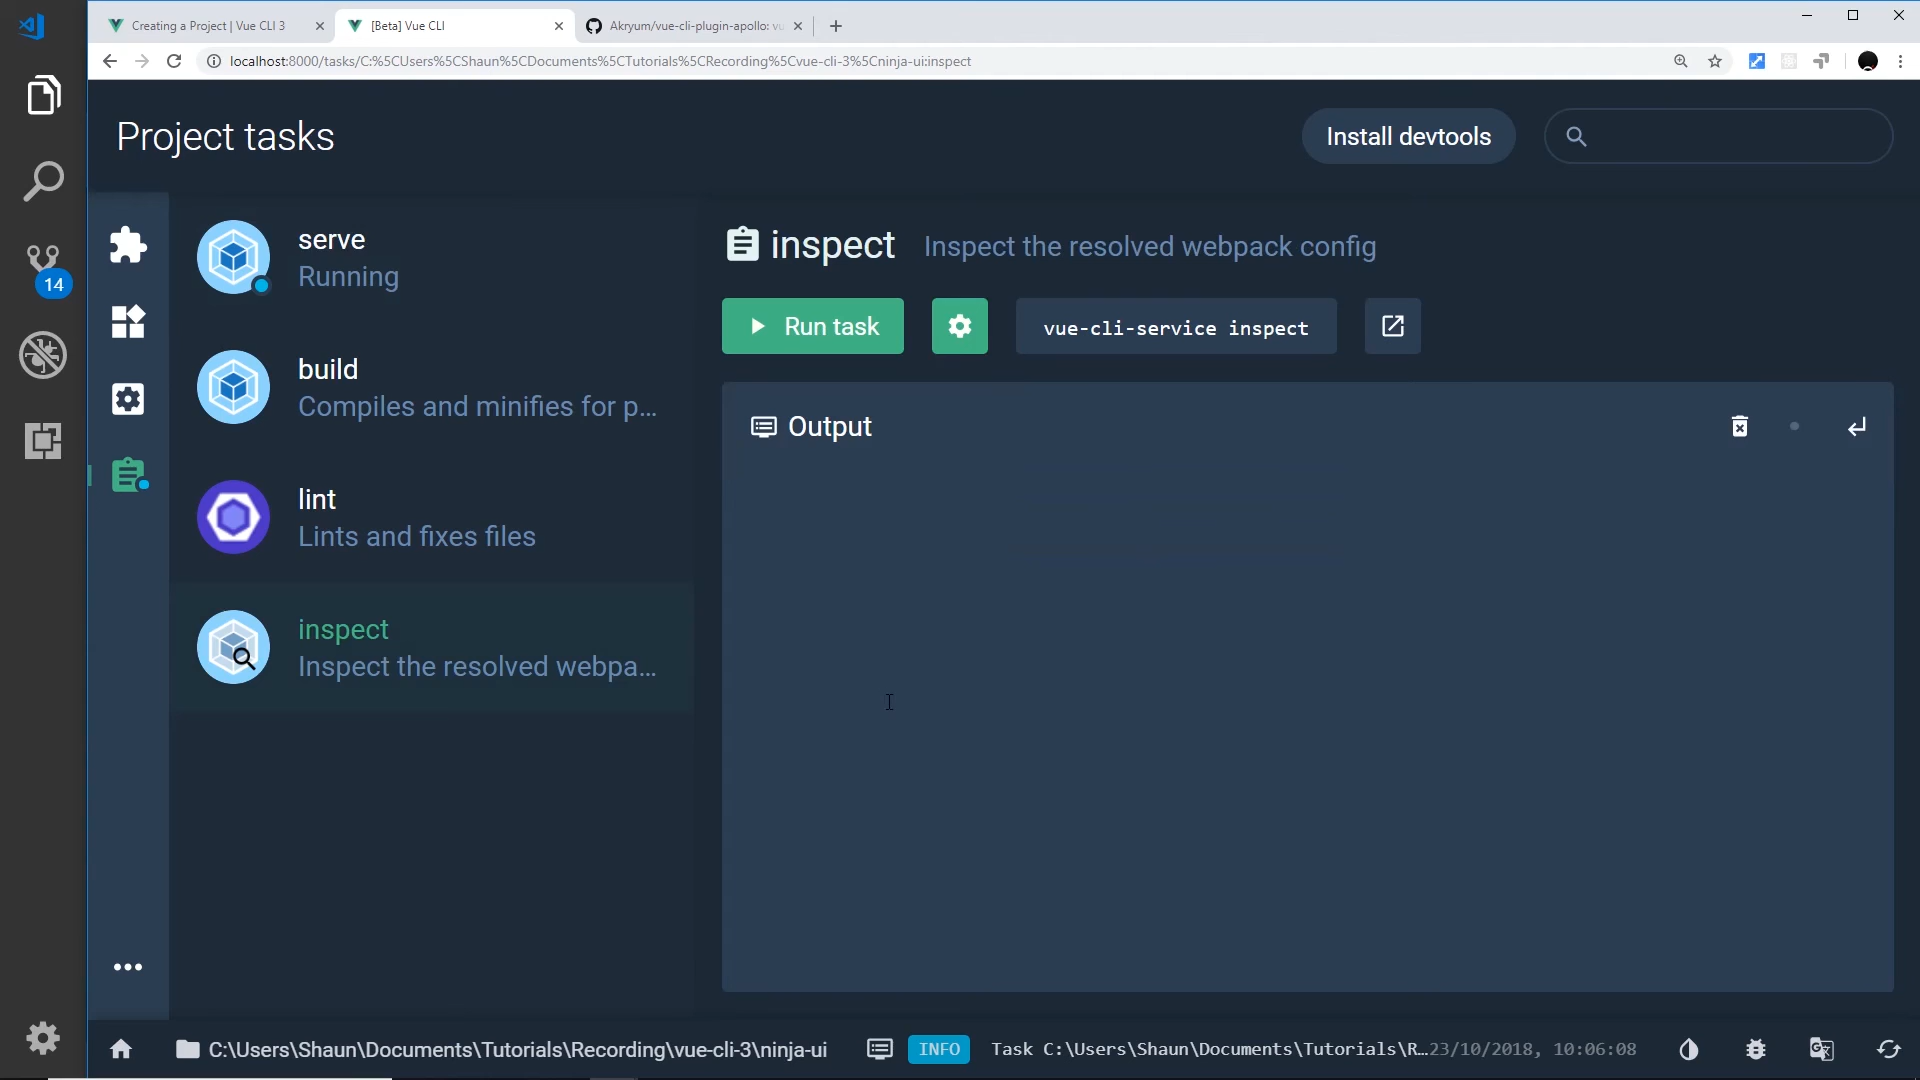 Creating a Project | Vue CLI 3
[Beta] Vue CLI
Akryum/vue-cli-plugin-apollo: vu
localhost:8000/tasks/C:%5CUsers%5CShaun%5CDocuments%5CTutorials%5CRecording%5Cvue-cli-3%5Cninja-ui:inspect
Project tasks
Install devtools
14
serve
Running
build
Compiles and minifies for p...
lint
Lints and fixes files
inspect
Inspect the resolved webpa...
inspect Inspect the resolved webpack config
Run task
vue-cli-service inspect
Output
C:\Users\Shaun\Documents\Tutorials\Recording\vue-cli-3\ninja-ui
INFO
Task C:\Users\Shaun\Documents\Tutorials\R...23/10/2018, 10:06:08